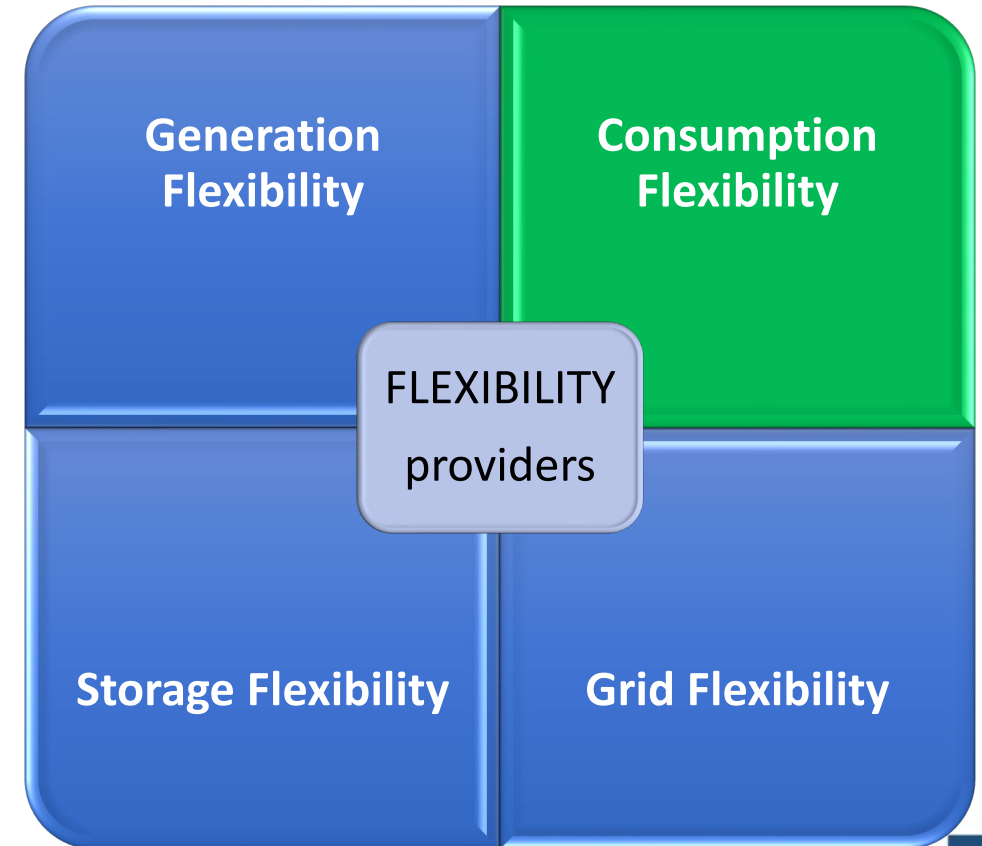 Generation
Flexibility
Consumption
Flexibility
FLEXIBILITY
providers
Storage Flexibility
Grid Flexibility